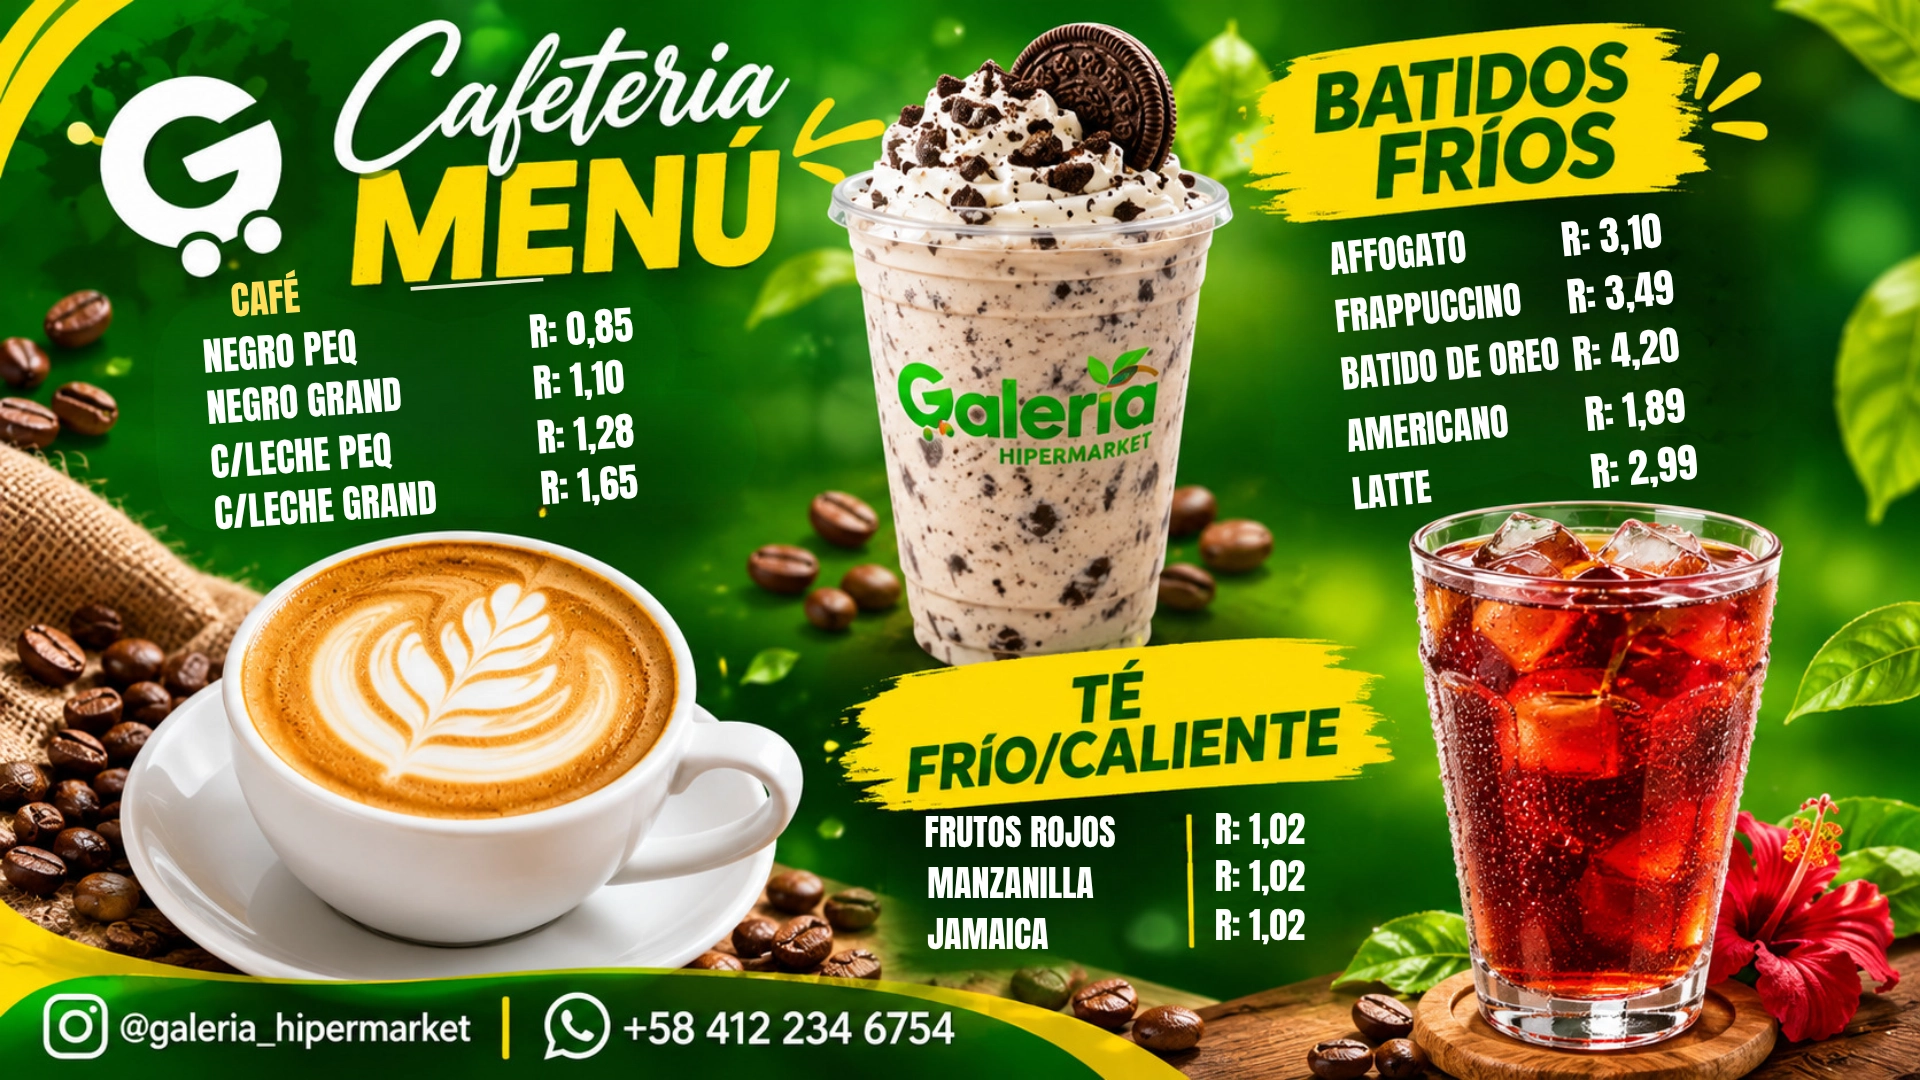 Cafeteria
MENÚ
CAFÉ
NEGRO PEQ R: 0,85
NEGRO GRAND R: 1,10
C/LECHE PEQ R: 1,28
C/LECHE GRAND R: 1,65
Galeria
HIPERMARKET
BATIDOS
FRÍOS
AFFOGATO R: 3,10
FRAPPUCCINO R: 3,49
BATIDO DE OREO R: 4,20
AMERICANO R: 1,89
LATTE R: 2,99
TÉ
FRÍO/CALIENTE
FRUTOS ROJOS R: 1,02
MANZANILLA R: 1,02
JAMAICA R: 1,02
@galeria_hipermarket | +58 412 234 6754